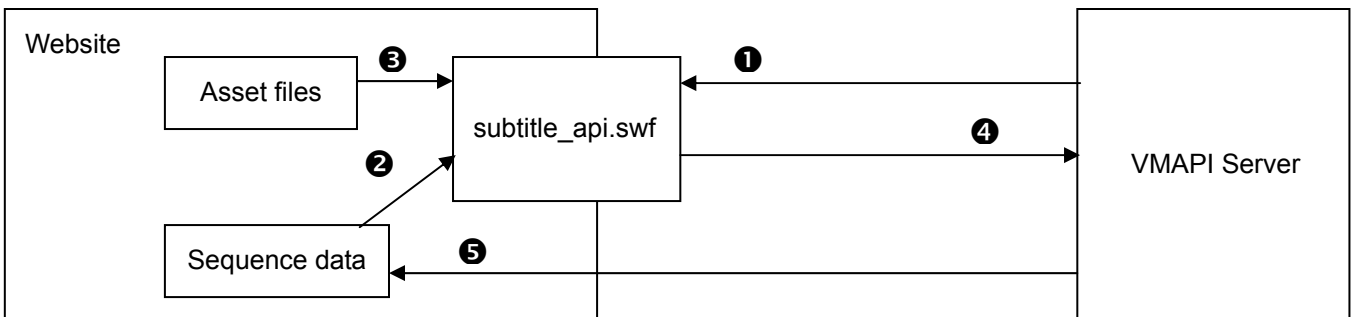 Website
❸
❶
Asset files
subtitle_api.swf
❹
❷
VMAPI Server
Sequence data
❺